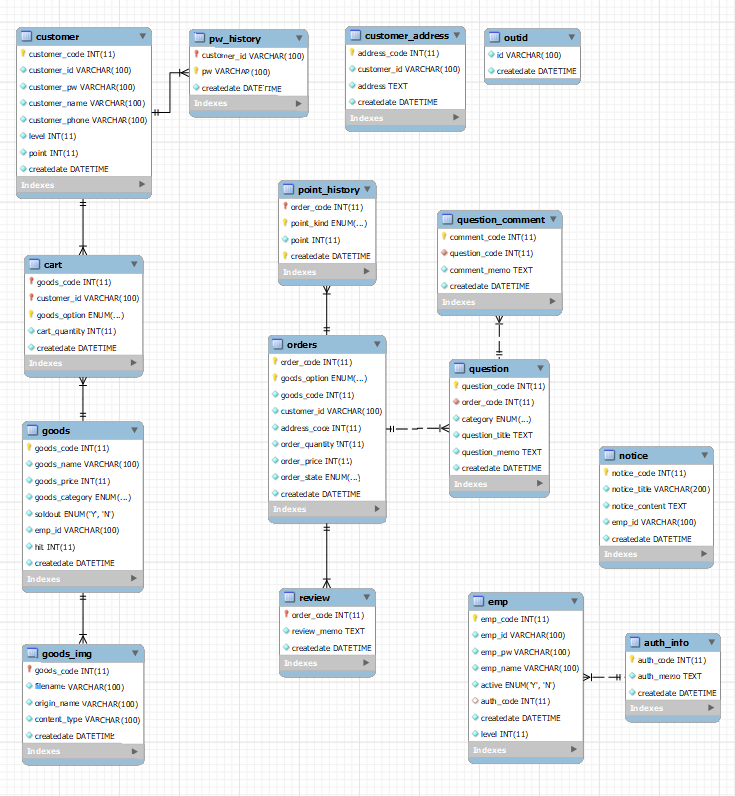 customer
customer_code INT(11)
customer_id VARCHAR(100)
customer_pw VARCHAR(100)
customer_name VARCHAR(100)
customer_phone VARCHAR(100)
level INT(11)
point INT(11)
createdate DATETIME
Indexes
pw_history
customer_id VARCHAR(100)
pw VARCHAR(100)
createdate DATETIME
Indexes
customer_address
address_code INT(11)
customer_id VARCHAR(100)
address TEXT
createdate DATETIME
Indexes
outid
id VARCHAR(100)
createdate DATETIME
point_history
order_code INT(11)
point_kind ENUM(...)
point INT(11)
createdate DATETIME
Indexes
question_comment
comment_code INT(11)
question_code INT(11)
comment_memo TEXT
createdate DATETIME
Indexes
cart
goods_code INT(11)
customer_id VARCHAR(100)
goods_option ENUM(...)
cart_quantity INT(11)
createdate DATETIME
Indexes
orders
order_code INT(11)
goods_option ENUM(...)
goods_code INT(11)
customer_id VARCHAR(100)
address_code INT(11)
order_quantity INT(11)
order_price INT(11)
order_state ENUM(...)
createdate DATETIME
Indexes
question
question_code INT(11)
order_code INT(11)
category ENUM(...)
question_title TEXT
question_memo TEXT
createdate DATETIME
Indexes
goods
goods_code INT(11)
goods_name VARCHAR(100)
goods_price INT(11)
goods_category ENUM(...)
soldout ENUM('Y', 'N')
emp_id VARCHAR(100)
hit INT(11)
createdate DATETIME
Indexes
notice
notice_code INT(11)
notice_title VARCHAR(200)
notice_content TEXT
emp_id VARCHAR(100)
createdate DATETIME
Indexes
review
order_code INT(11)
review_memo TEXT
createdate DATETIME
Indexes
emp
emp_code INT(11)
emp_id VARCHAR(100)
emp_pw VARCHAR(100)
emp_name VARCHAR(100)
active ENUM('Y', 'N')
auth_code INT(11)
createdate DATETIME
level INT(11)
Indexes
auth_info
auth_code INT(11)
auth_memo TEXT
createdate DATETIME
Indexes
goods_img
goods_code INT(11)
filename VARCHAR(100)
origin_name VARCHAR(100)
content_type VARCHAR(100)
createdate DATETIME
Indexes